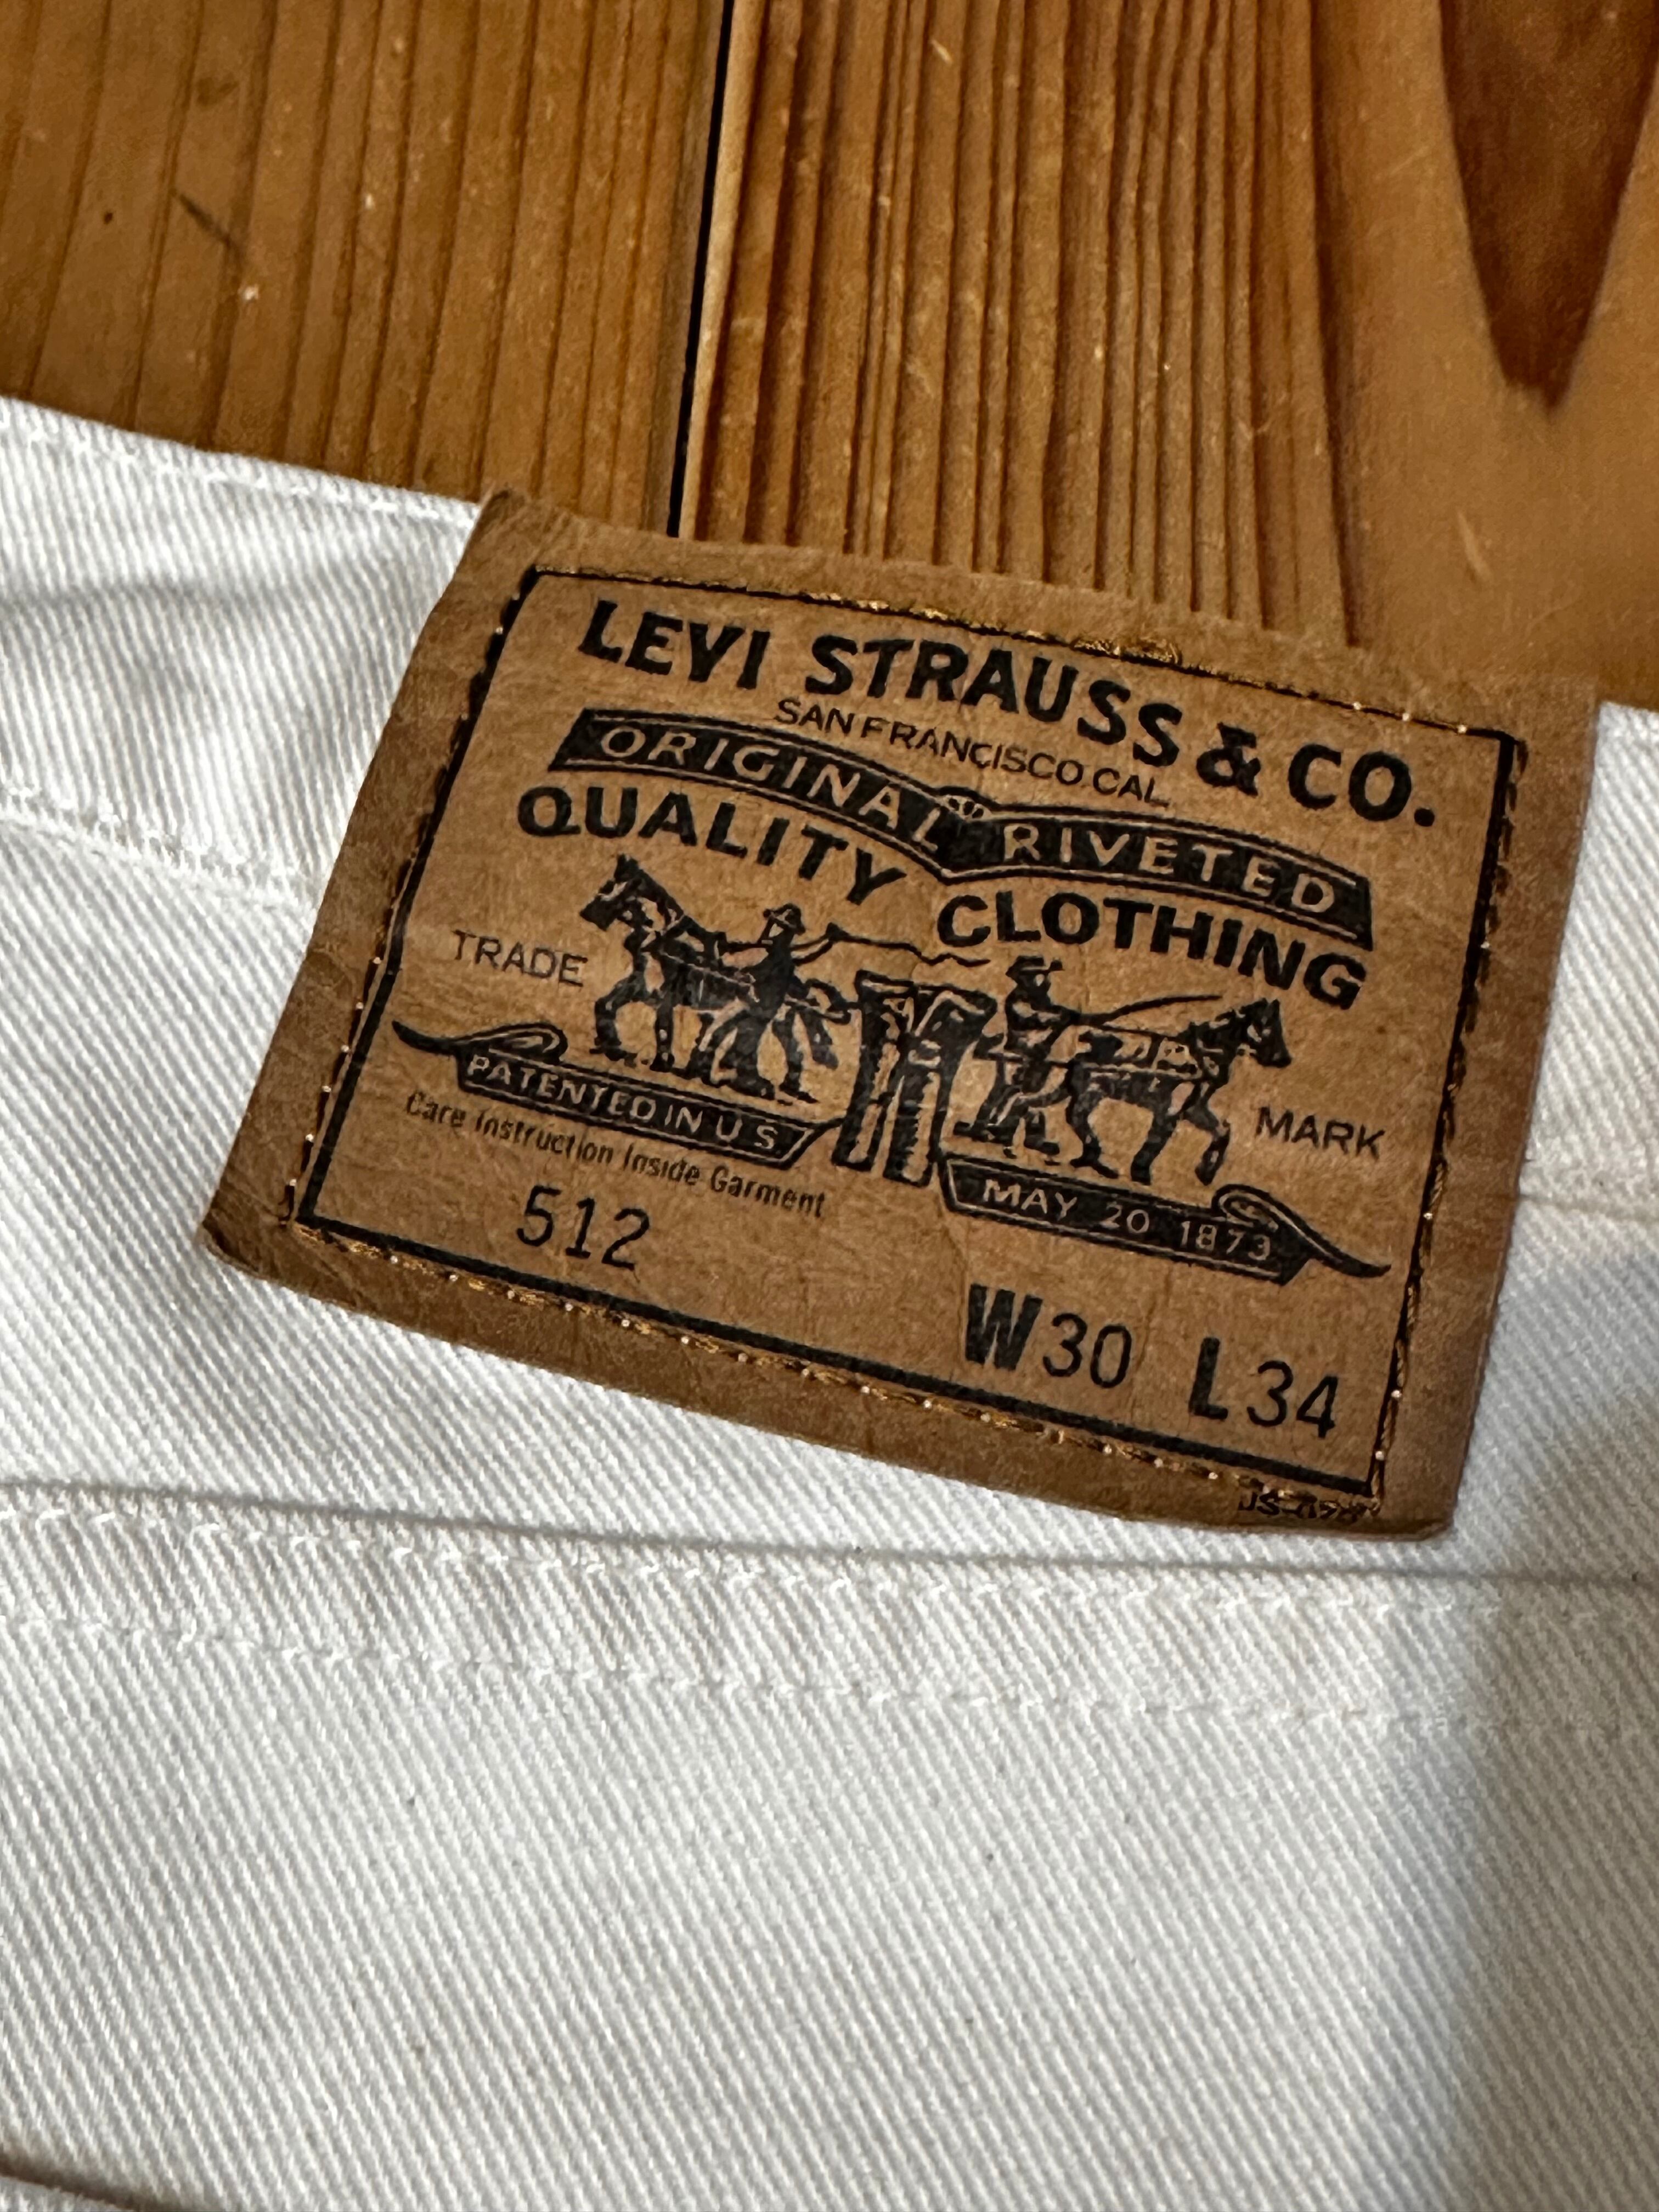 LEVI STRAUSS & CO.
SAN FRANCISCO CAL
ORIGINAL RIVETED
QUALITY CLOTHING
TRADE MARK
PATENTED IN U S
MAY 20 1873
Care Instruction Inside Garment
512
W30 L34